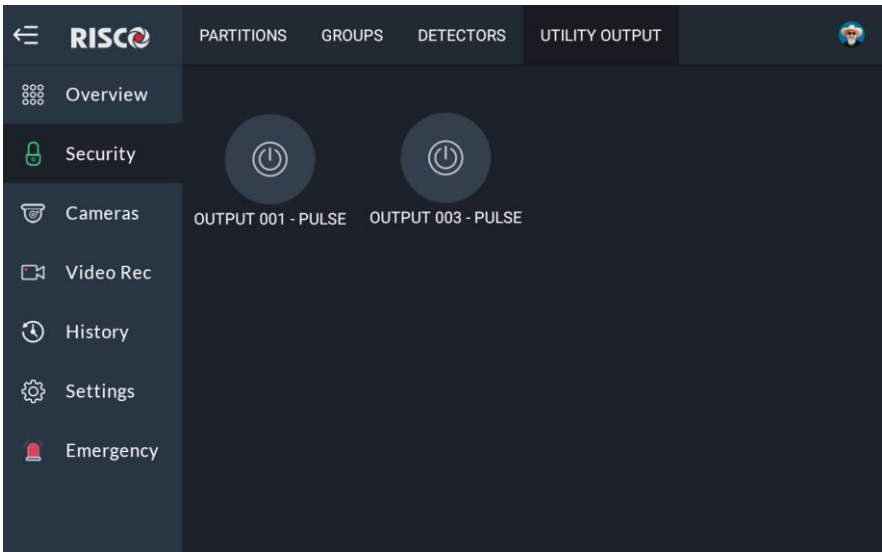 RISCO
PARTITIONS GROUPS DETECTORS UTILITY OUTPUT
Overview
Security
Cameras
Video Rec
History
Settings
Emergency
OUTPUT 001 - PULSE OUTPUT 003 - PULSE